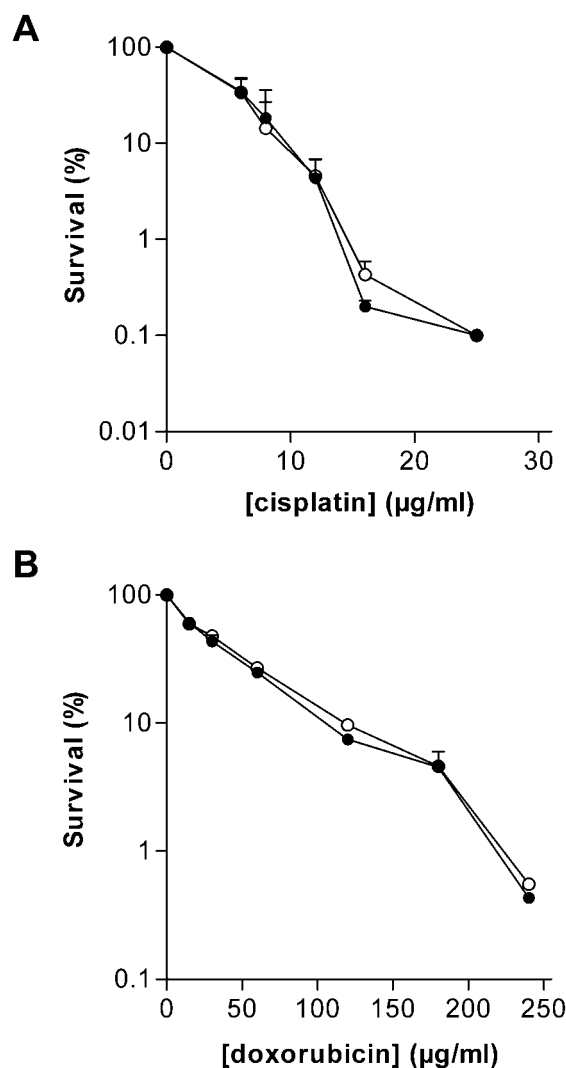 A
100
10
1
0.1
0.01
Survival (%)
0 10 20 30
[cisplatin] (μg/ml)
B
100
10
1
0.1
Survival (%)
0 50 100 150 200 250
[doxorubicin] (μg/ml)